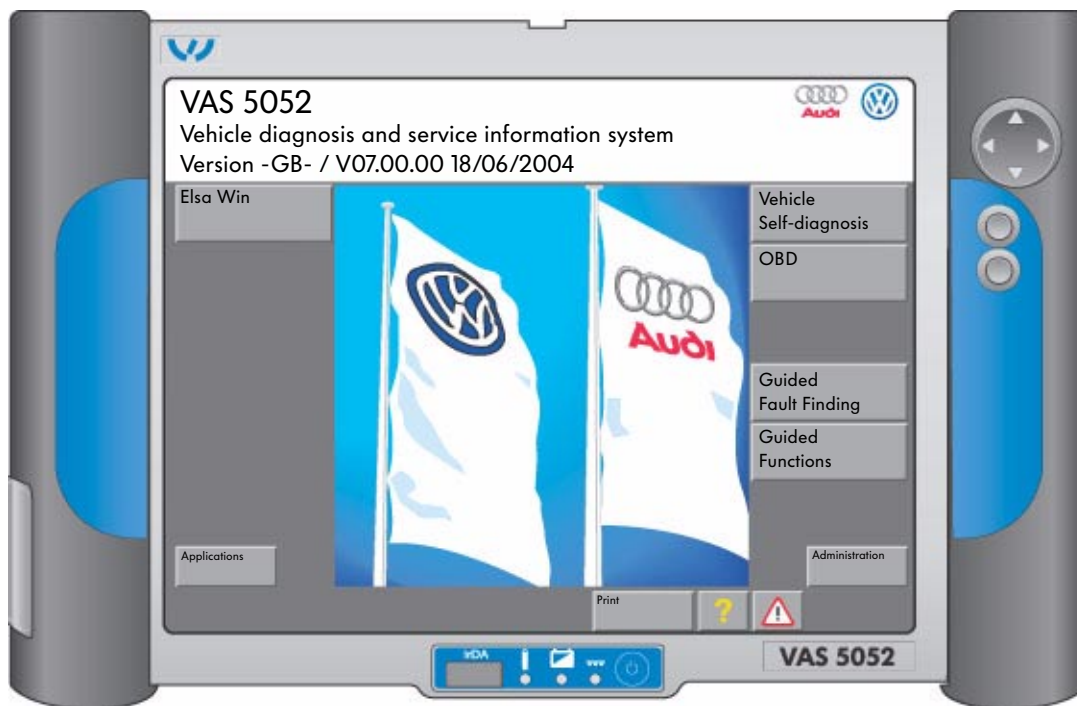 VAS 5052
Audi
Vehicle diagnosis and service information system
Version -GB- / V07.00.00 18/06/2004
Elsa Win
Vehicle
Self-diagnosis
OBD
Audi
Guided
Fault Finding
Guided
Functions
Applications
Administration
Print
?
IrDA
VAS 5052